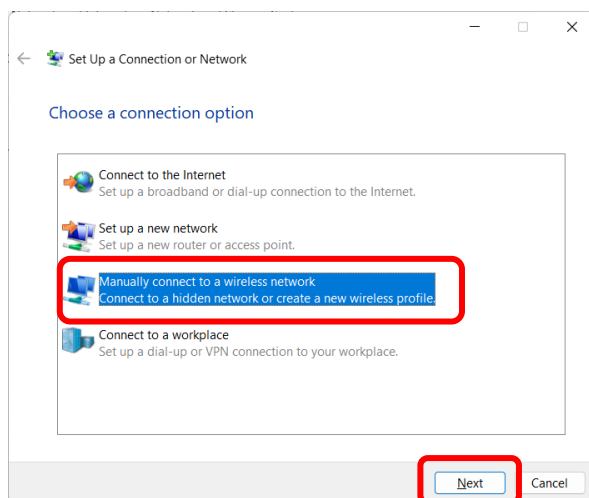 Set Up a Connection or Network
Choose a connection option
Connect to the Internet
Set up a broadband or dial-up connection to the Internet.
Set up a new network
Set up a new router or access point.
Manually connect to a wireless network
Connect to a hidden network or create a new wireless profile.
Connect to a workplace
Set up a dial-up or VPN connection to your workplace.
Next
Cancel